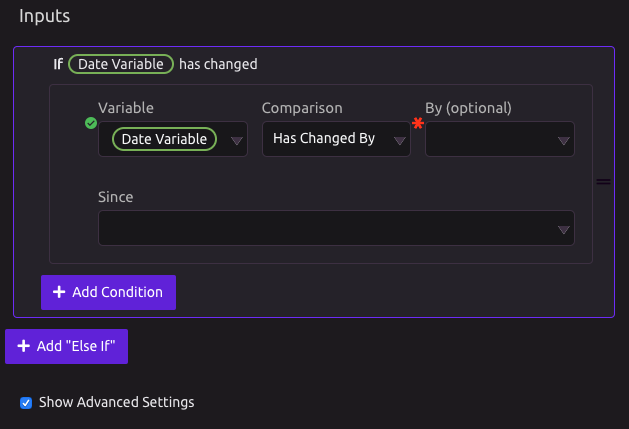 Inputs
If Date Variable has changed
Variable Comparison By (optional)
Date Variable Has Changed By
Since
Add Condition
Add "Else If"
Show Advanced Settings